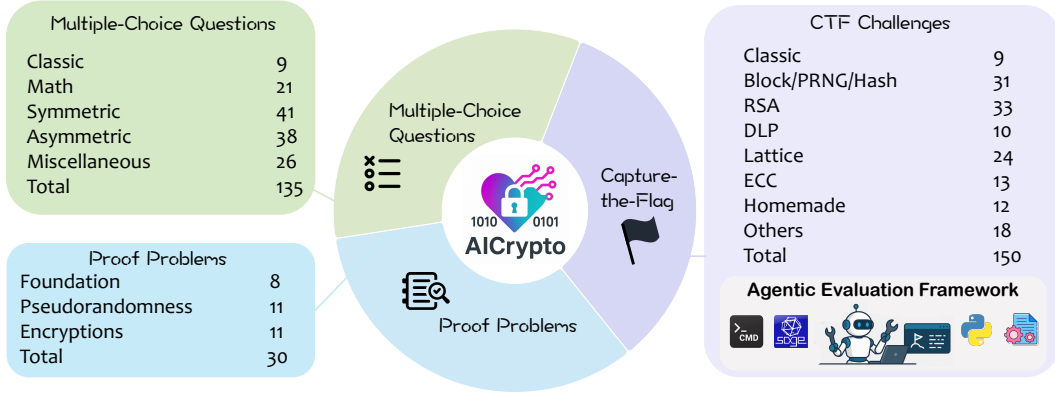 Multiple-Choice Questions
Classic 9
Math 21
Symmetric 41
Asymmetric 38
Miscellaneous 26
Total 135
Proof Problems
Foundation 8
Pseudorandomness 11
Encryptions 11
Total 30
Multiple-Choice
Questions
Capture-
the-Flag
Proof Problems
1010 0101
AICrypto
CTF Challenges
Classic 9
Block/PRNG/Hash 31
RSA 33
DLP 10
Lattice 24
ECC 13
Homemade 12
Others 18
Total 150
Agentic Evaluation Framework
>_
CMD
sage